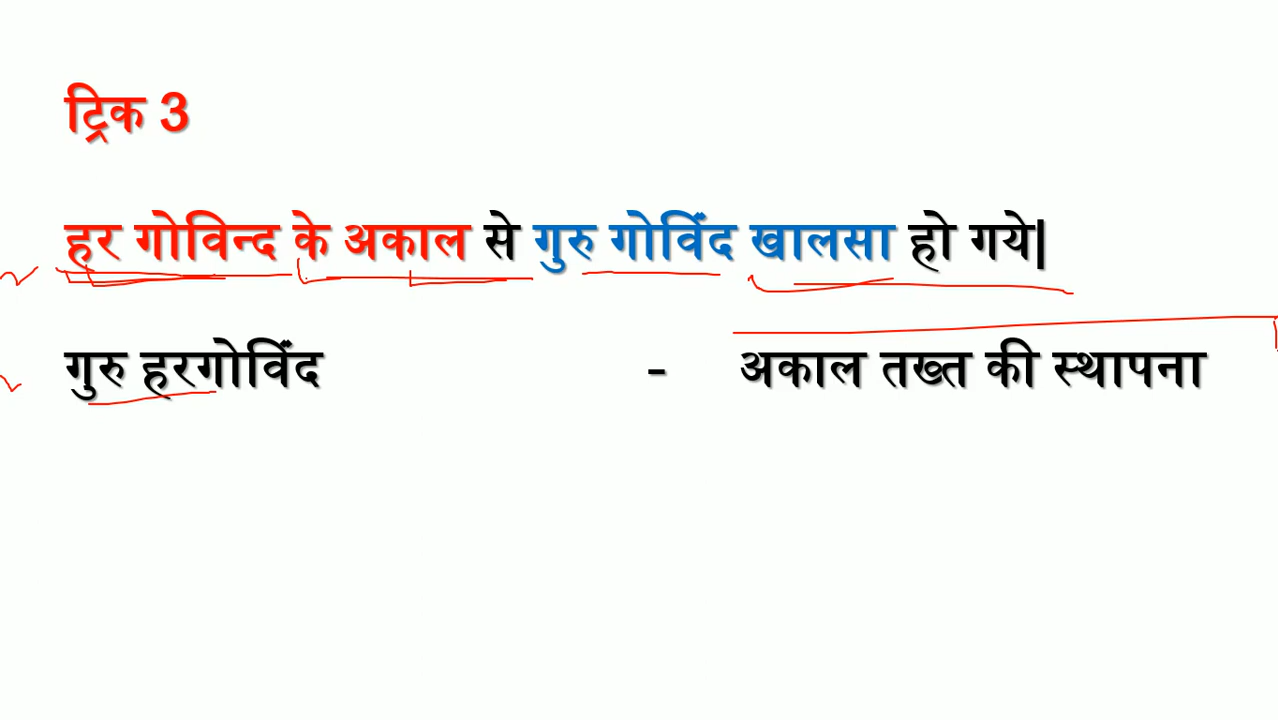 ट्रिक 3
हर गोविन्द के अकाल से गुरु गोविंद खालसा हो गये|
गुरु हरगोविंद - अकाल तख्त की स्थापना